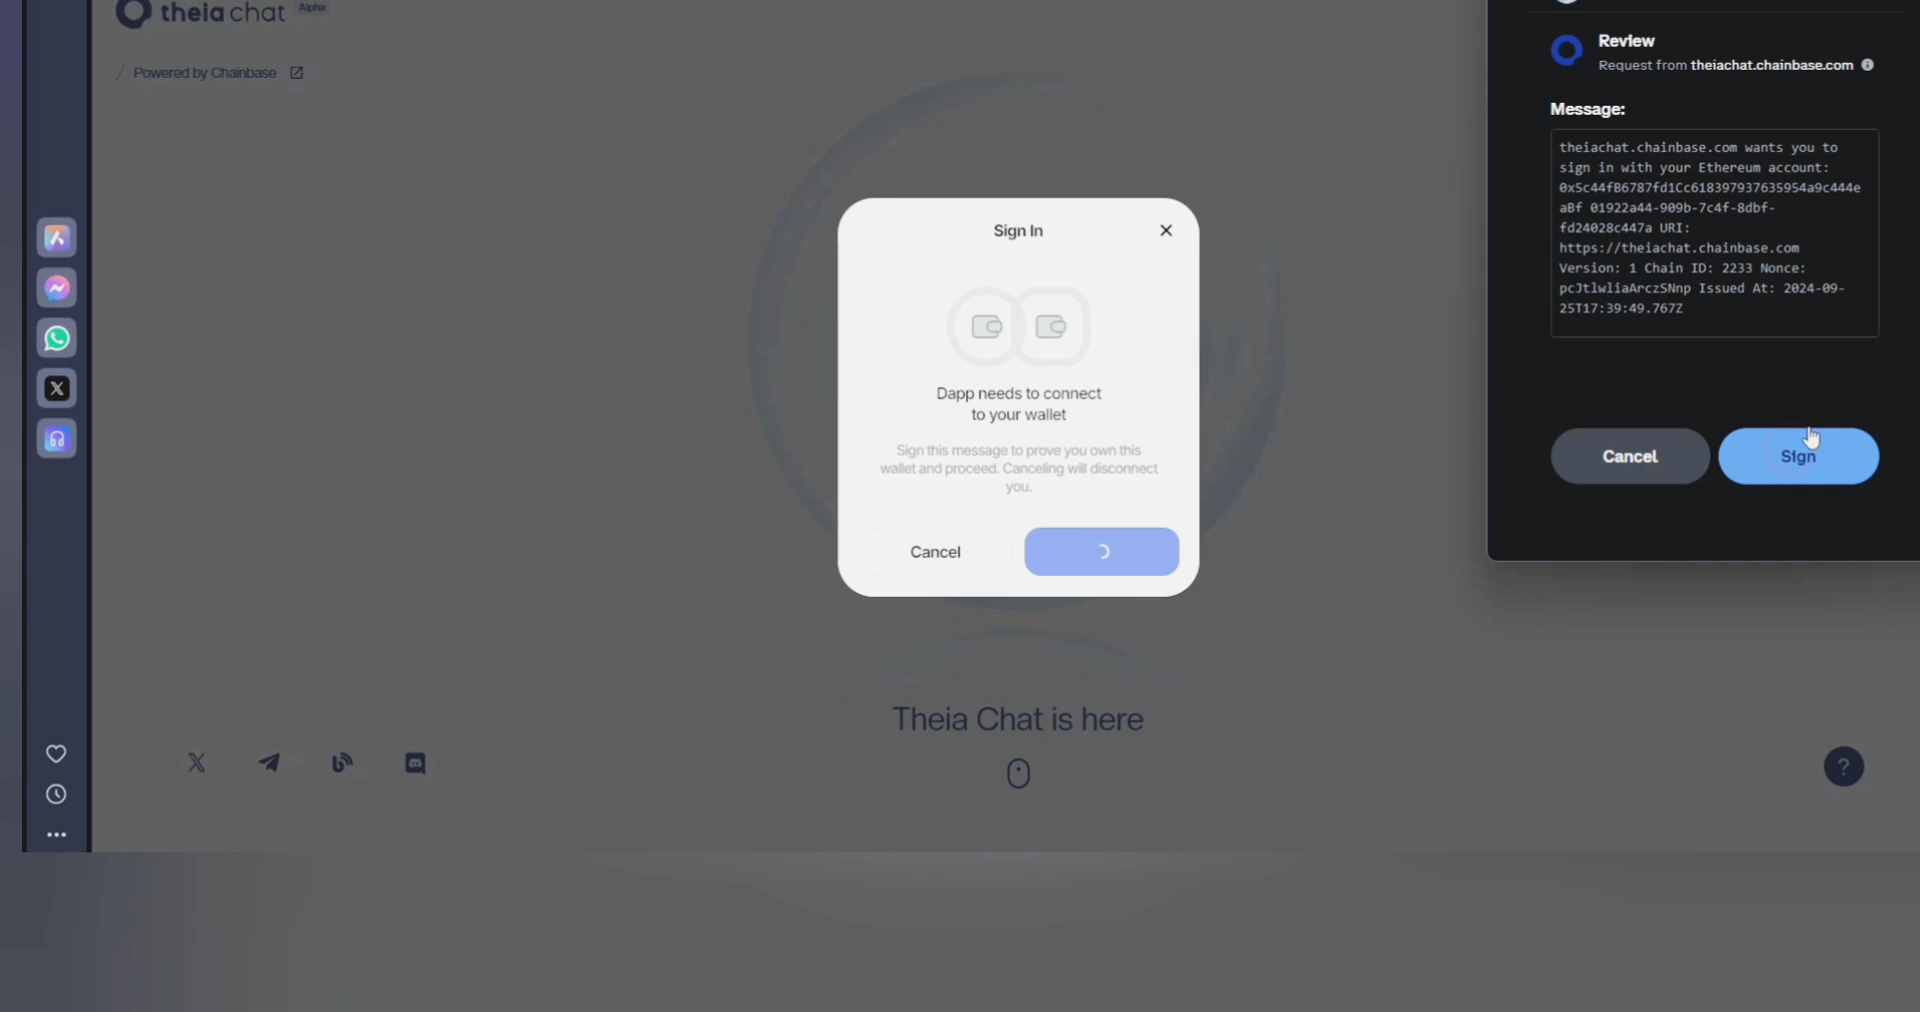 theia chat Alpha
/ Powered by Chainbase
Sign In
Dapp needs to connect
to your wallet
Sign this message to prove you own this
wallet and proceed. Canceling will disconnect
you.
Cancel
Theia Chat is here
?
Review
Request from theiachat.chainbase.com
Message:
theiachat.chainbase.com wants you to
sign in with your Ethereum account:
0x5c44fB6787fd1Cc618397937635954a9c444e
aBf 01922a44-909b-7c4f-8dbf-
fd24028c447a URI:
https://theiachat.chainbase.com
Version: 1 Chain ID: 2233 Nonce:
pcJtlwliaArczSNnp Issued At: 2024-09-
25T17:39:49.767Z
Cancel
Sign